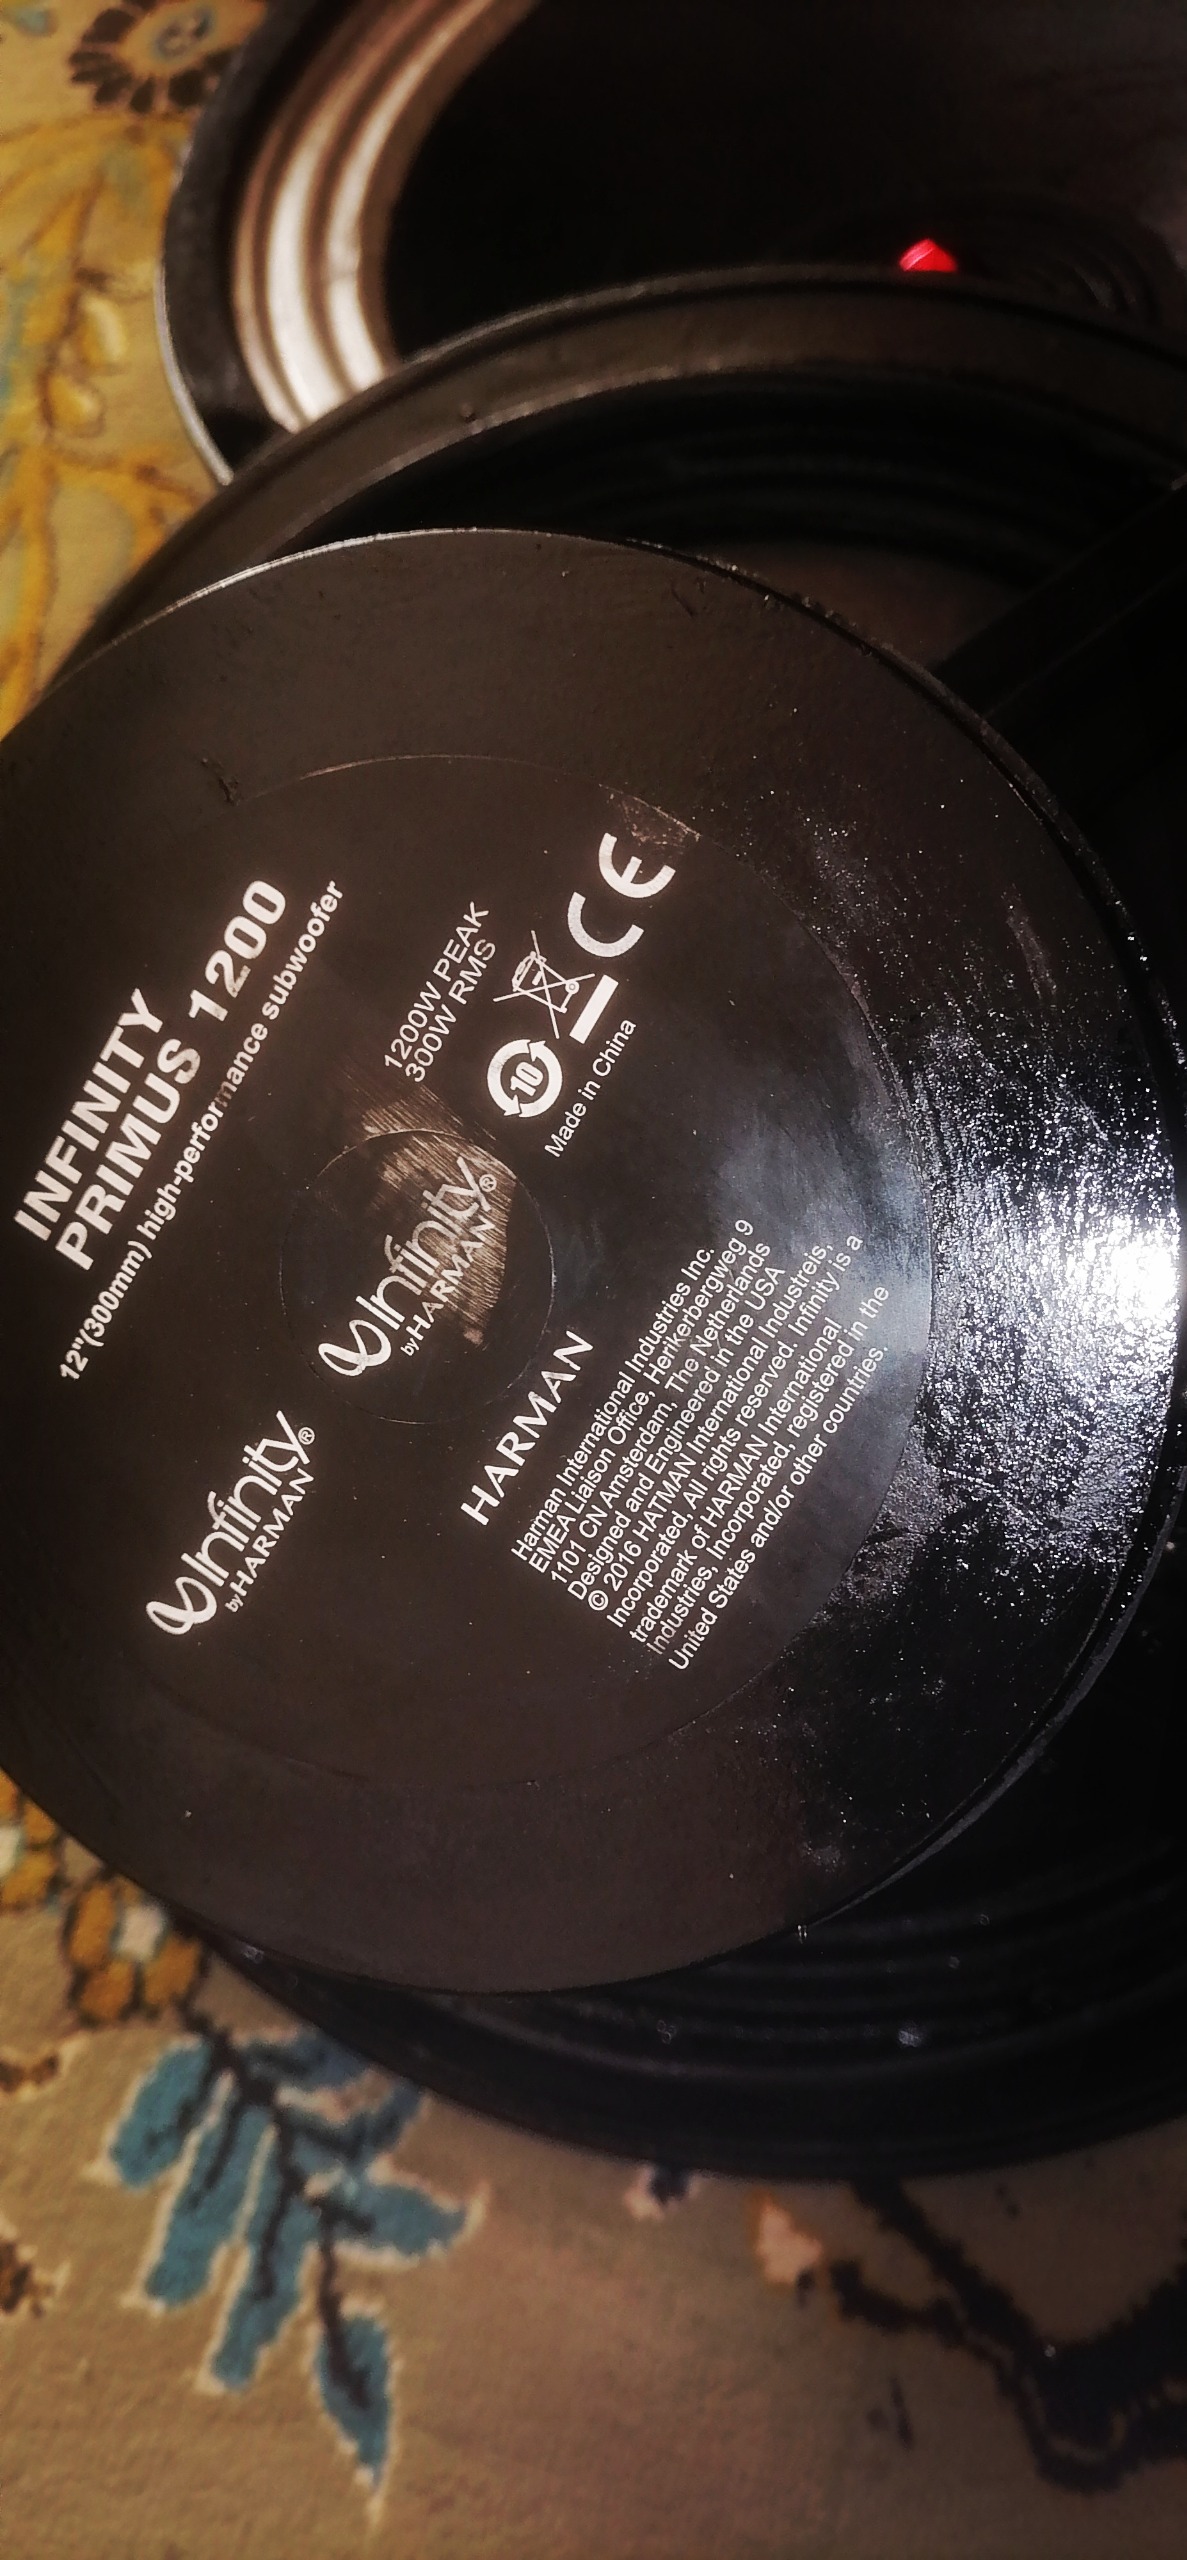 INFINITY
PRIMUS 1200
12"(300mm) high-performance subwoofer
1200W PEAK
300W RMS
10
CE
Made in China
Infinity®
by HARMAN
Infinity®
by HARMAN
HARMAN
Harman International Industries Inc.
EMEA Liaison Office, Herikerbergweg 9
1101 CN Amsterdam, The Netherlands
Designed and Engineered in the USA
© 2016 HATMAN International Industreis,
Incorporated, All rights reserved. Infinity is a
trademark of HARMAN International
Industries, Incorporated, registered in the
United States and/or other countries.